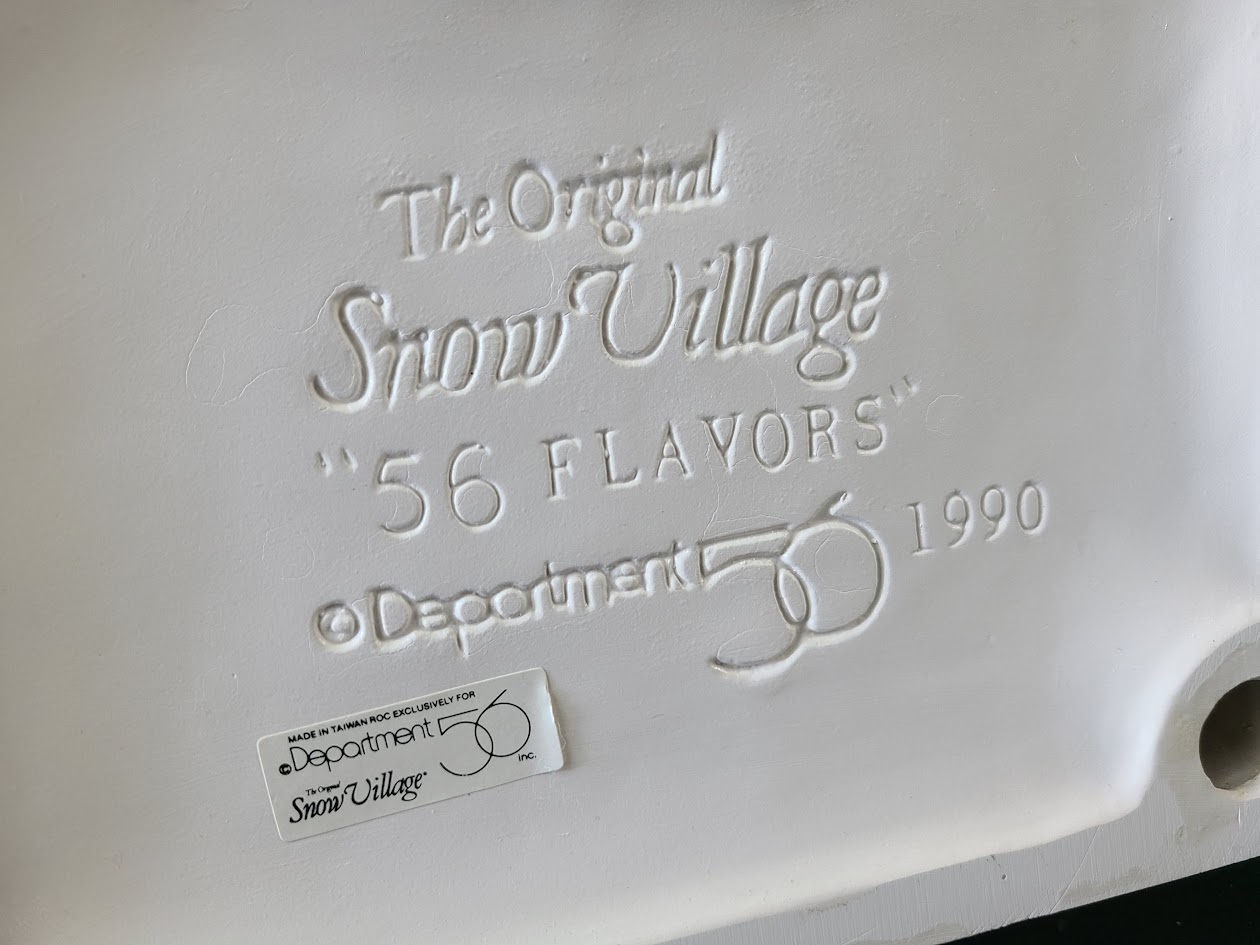 The Original
Snow Village
"56 FLAVORS"
© Department 56 1990
MADE IN TAIWAN ROC EXCLUSIVELY FOR
© Department 56 inc.
The Original
Snow Village®